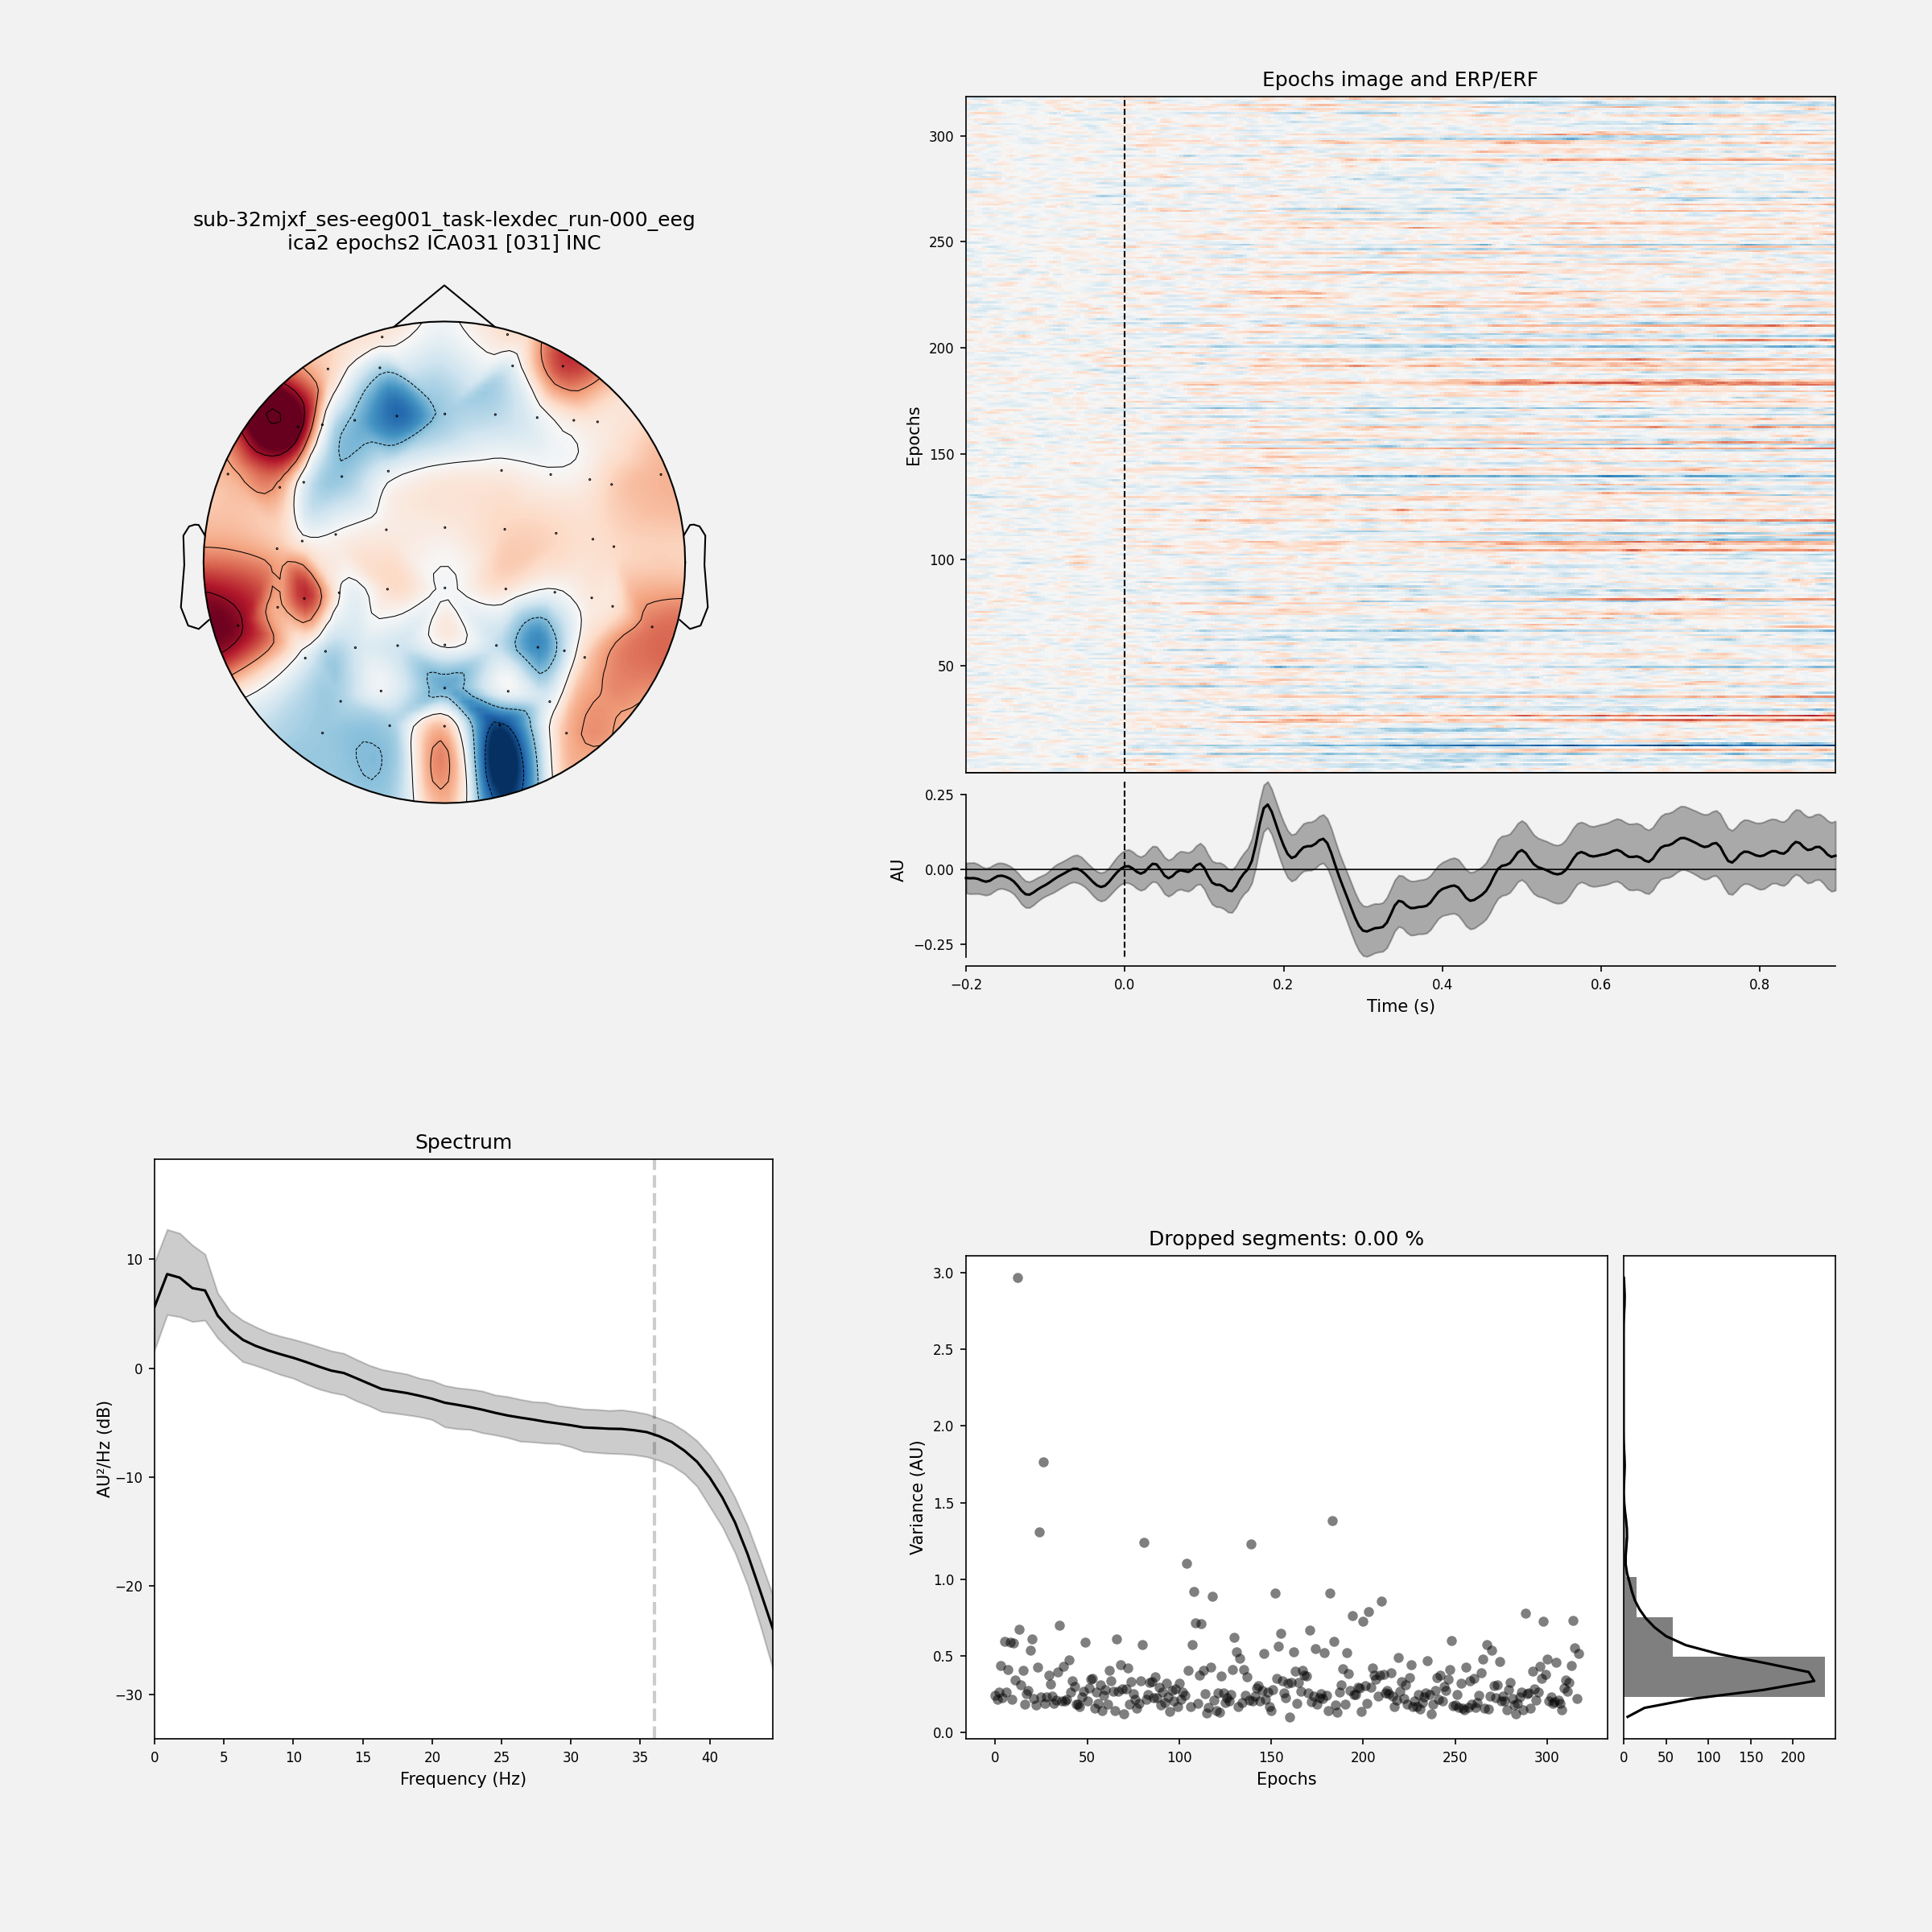 sub-32mjxf_ses-eeg001_task-lexdec_run-000_eeg
ica2 epochs2 ICA031 [031] INC
Epochs image and ERP/ERF
300
250
200
150
100
50
Epochs
0.25
0.00
−0.25
AU
−0.2 0.0 0.2 0.4 0.6 0.8
Time (s)
Spectrum
10
0
−10
−20
−30
AU²/Hz (dB)
0 5 10 15 20 25 30 35 40
Frequency (Hz)
Dropped segments: 0.00 %
3.0
2.5
2.0
1.5
1.0
0.5
0.0
Variance (AU)
0 50 100 150 200 250 300
Epochs
0 50 100 150 200